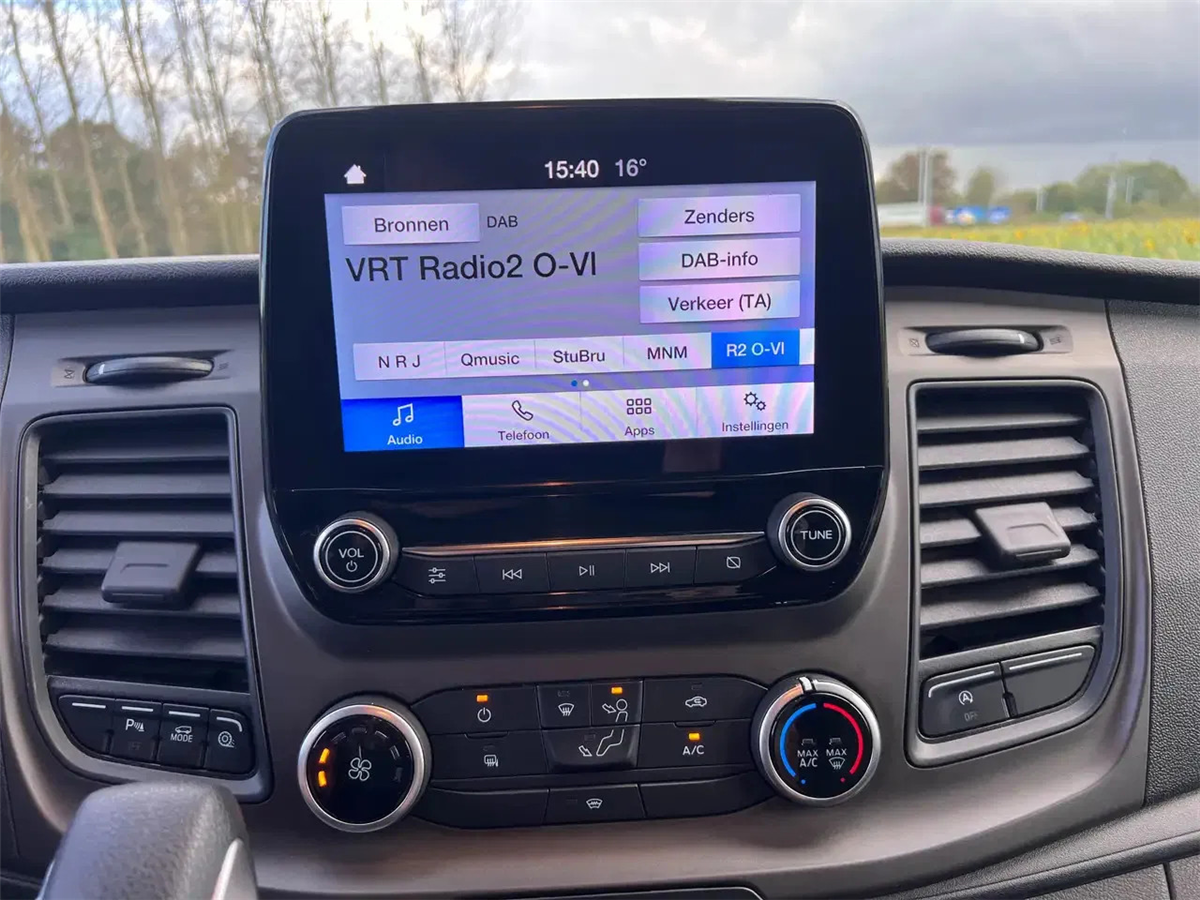 15:40 16°
Bronnen DAB Zenders
VRT Radio2 O-Vl DAB-info
Verkeer (TA)
N R J Qmusic StuBru MNM R2 O-Vl
Audio Telefoon Apps Instellingen
VOL
TUNE
P
MODE
A/C
MAX A/C
MAX
A
OFF